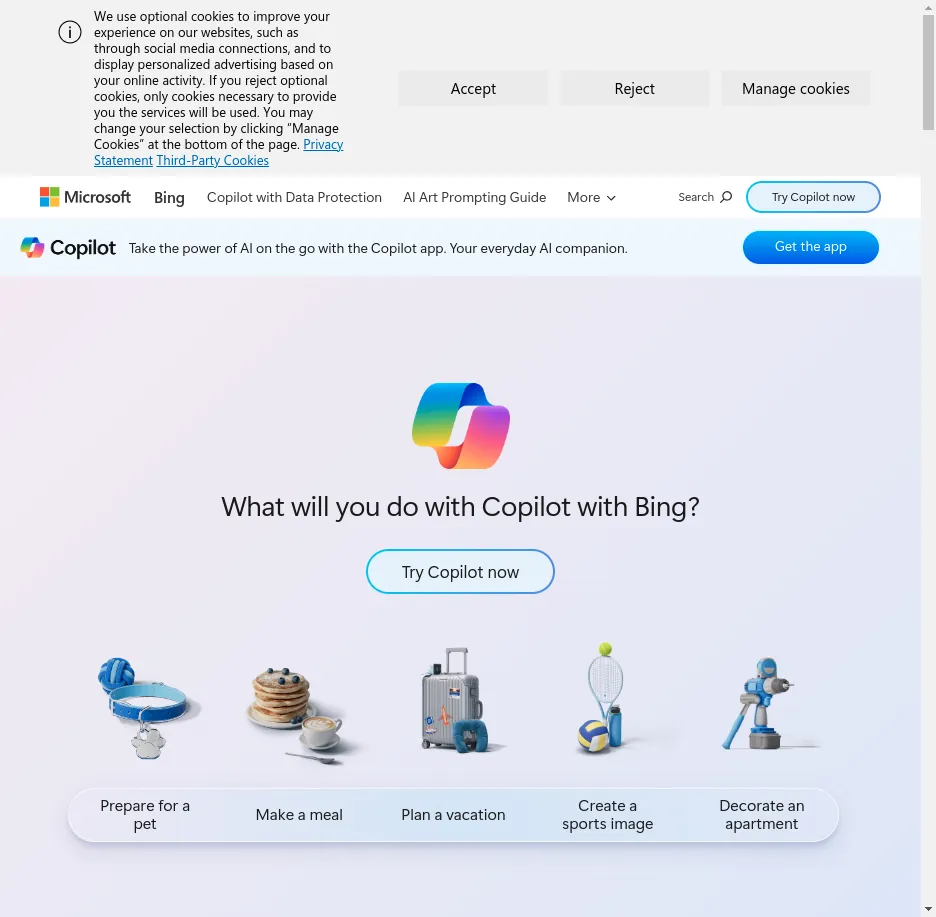 We use optional cookies to improve your
experience on our websites, such as
through social media connections, and to
display personalized advertising based on
your online activity. If you reject optional
cookies, only cookies necessary to provide
you the services will be used. You may
change your selection by clicking “Manage
Cookies” at the bottom of the page. Privacy
Statement Third-Party Cookies
Accept
Reject
Manage cookies
Microsoft
Bing
Copilot with Data Protection
AI Art Prompting Guide
More
Search
Try Copilot now
Copilot
Take the power of AI on the go with the Copilot app. Your everyday AI companion.
Get the app
What will you do with Copilot with Bing?
Try Copilot now
Prepare for a
pet
Make a meal
Plan a vacation
Create a
sports image
Decorate an
apartment